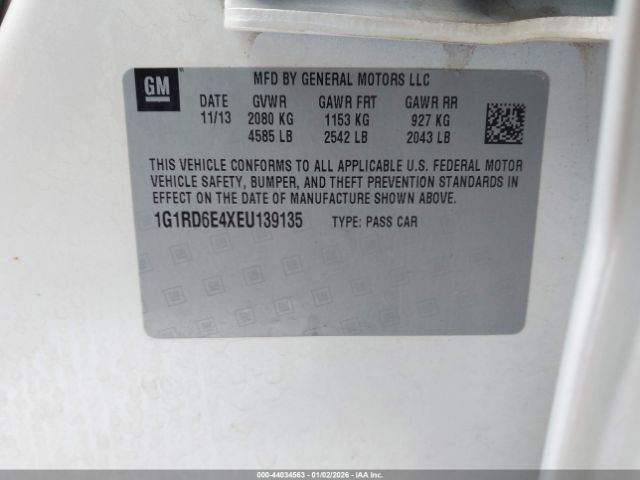 GM
MFD BY GENERAL MOTORS LLC
DATE GVWR GAWR FRT GAWR RR
11/13 2080 KG 1153 KG 927 KG
4585 LB 2542 LB 2043 LB
THIS VEHICLE CONFORMS TO ALL APPLICABLE U.S. FEDERAL MOTOR
VEHICLE SAFETY, BUMPER, AND THEFT PREVENTION STANDARDS IN
EFFECT ON THE DATE OF MANUFACTURE SHOWN ABOVE.
1G1RD6E4XEU139135 TYPE: PASS CAR
000-44034563 - 01/02/2026 - IAAI.COM